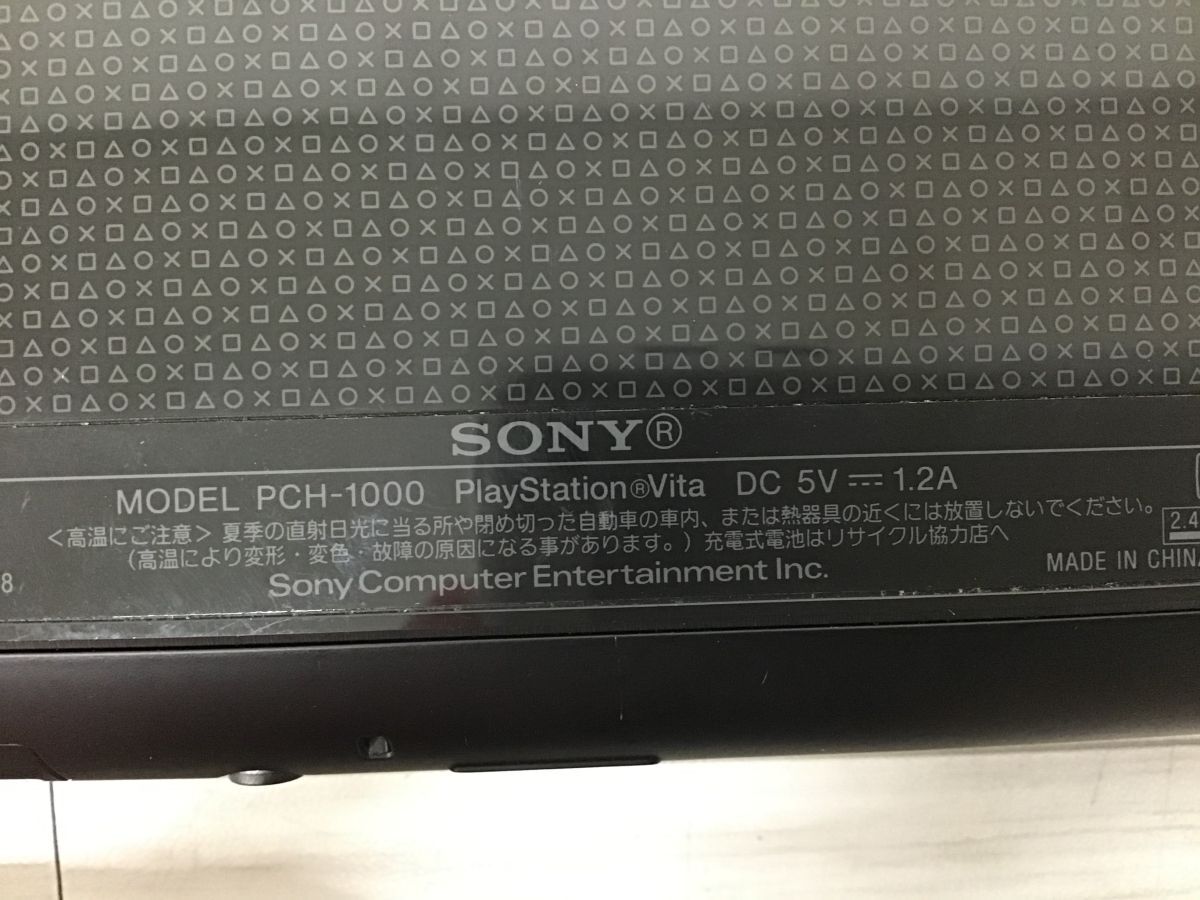 SONY®
MODEL PCH-1000 PlayStation®Vita DC 5V ⎓ 1.2A
<高温にご注意> 夏季の直射日光に当る所や閉め切った自動車の車内、または熱器具の近くには放置しないでください。
(高温により変形・変色・故障の原因になる事があります。) 充電式電池はリサイクル協力店へ
2.4
8
Sony Computer Entertainment Inc.
MADE IN CHINA